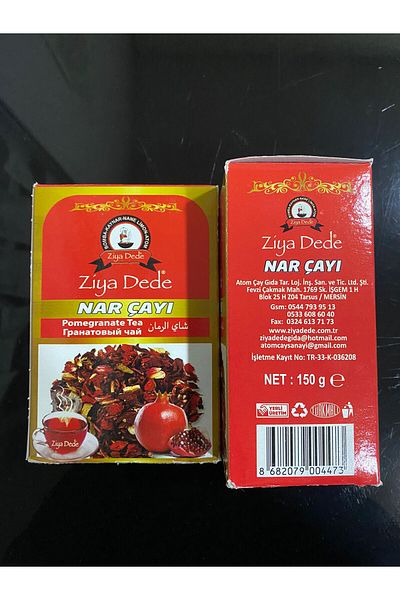 Ziya Dede
Ziya Dede®
NAR ÇAYI
Pomegranate Tea
Гранатовый чай
شاي الرمان
Ziya Dede
Ziya Dede
Ziya Dede®
NAR ÇAYI
Atom Çay Gıda Tar. Loj. İnş. San. ve Tic. Ltd. Şti.
Fevzi Çakmak Mah. 1769 Sk. İŞGEM 1 H
Blok 25 H Z04 Tarsus / MERSİN
Gsm: 0544 793 95 13
0533 608 60 40
Fax: 0324 613 71 73
www.ziyadede.com.tr
ziyadedegida@hotmail.com
atomcaysanayi@gmail.com
İşletme Kayıt No: TR-33-K-036208
NET : 150 g ℮
YERLİ
ÜRETİM
TÜRK MALI
8 682079 004473